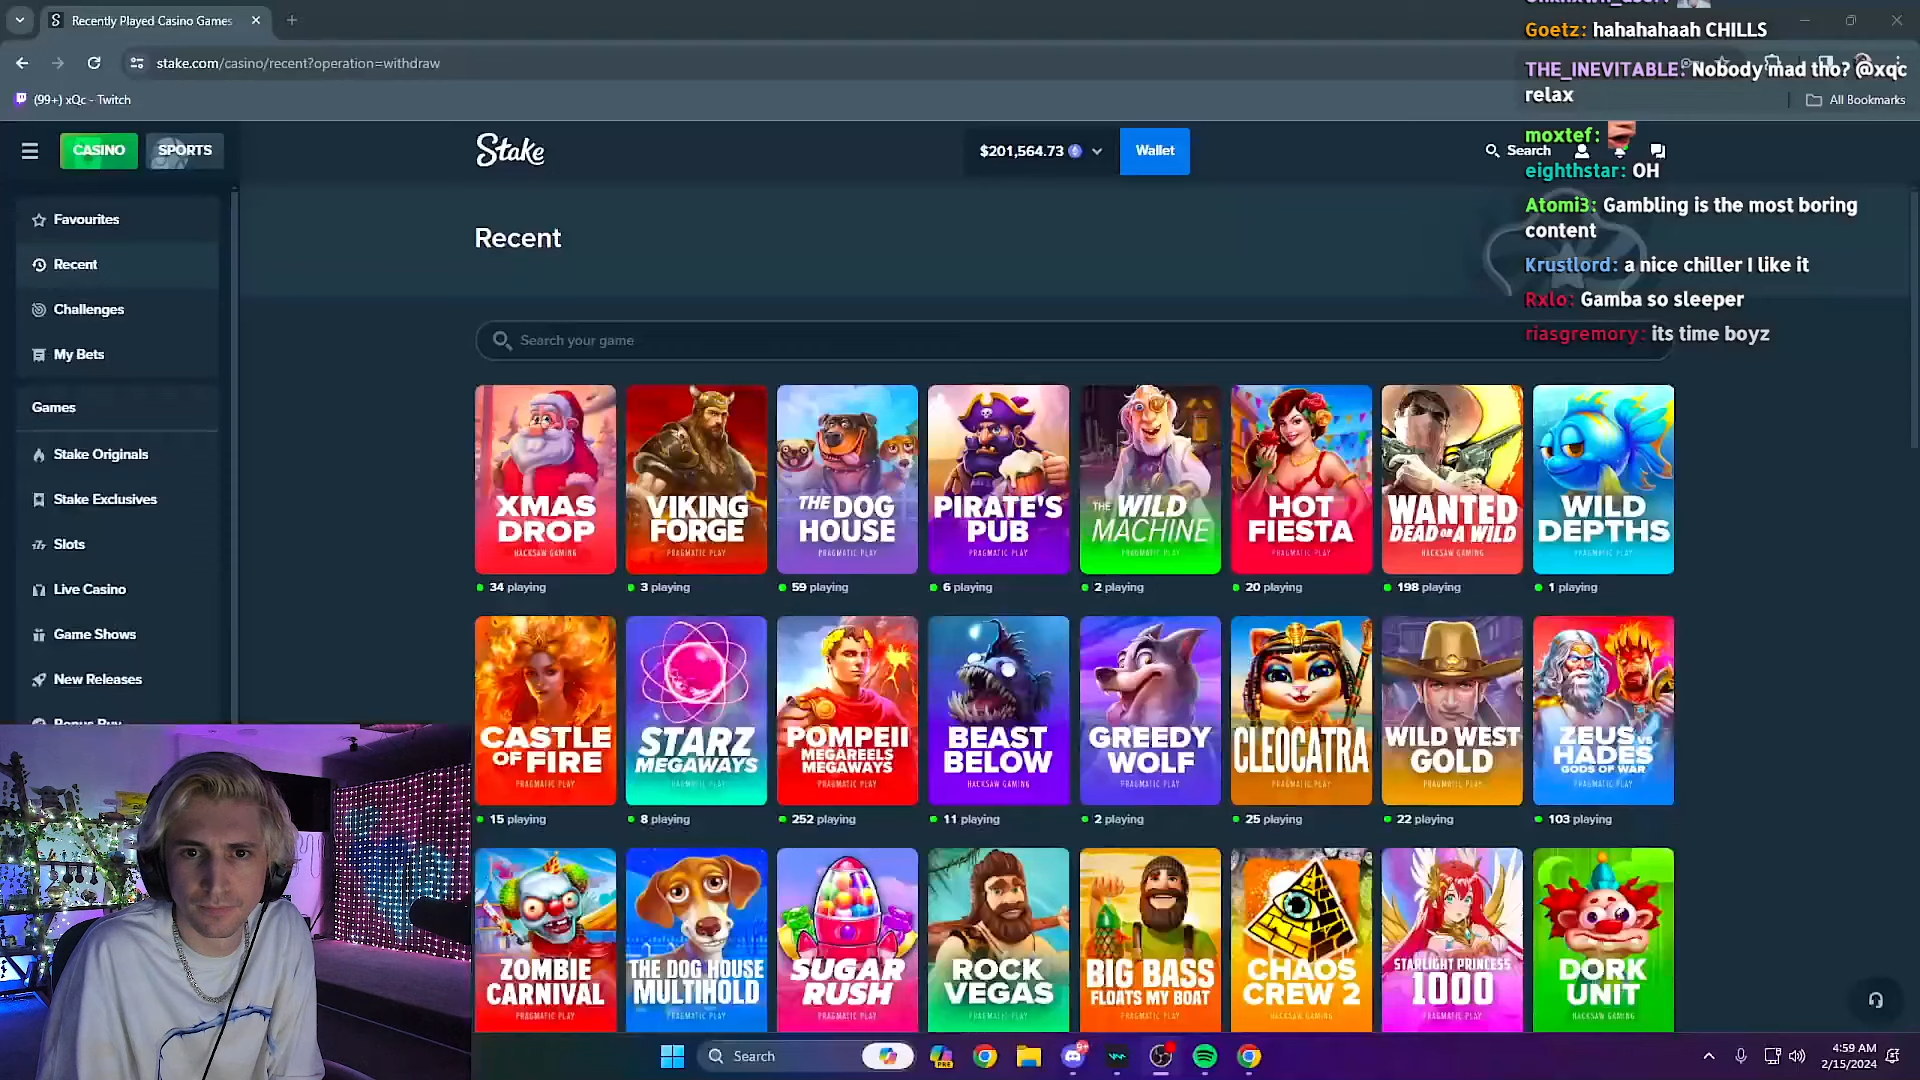 Recently Played Casino Games
Goetz: hahahahaah CHILLS
stake.com/casino/recent?operation=withdraw
THE_INEVITABLE: Nobody mad tho? @xqc
relax
(99+) xQc - Twitch
All Bookmarks
CASINO
SPORTS
Stake
$201,564.73
Wallet
Search
moxtef:
eighthstar: OH
Atomi3: Gambling is the most boring
content
Krustlord: a nice chiller I like it
Rxlo: Gamba so sleeper
riasgremory: its time boyz
Favourites
Recent
Challenges
My Bets
Games
Stake Originals
Stake Exclusives
Slots
Live Casino
Game Shows
New Releases
Recent
Search your game
XMAS
DROP
HACKSAW GAMING
34 playing
VIKING
FORGE
PRAGMATIC PLAY
3 playing
THE DOG
HOUSE
PRAGMATIC PLAY
59 playing
PIRATE'S
PUB
PRAGMATIC PLAY
6 playing
THE WILD
MACHINE
PRAGMATIC PLAY
2 playing
HOT
FIESTA
PRAGMATIC PLAY
20 playing
WANTED
DEAD OR A WILD
HACKSAW GAMING
198 playing
WILD
DEPTHS
PRAGMATIC PLAY
1 playing
CASTLE
OF FIRE
PRAGMATIC PLAY
15 playing
STARZ
MEGAWAYS
PRAGMATIC PLAY
8 playing
POMPEII
MEGAREELS
MEGAWAYS
PRAGMATIC PLAY
252 playing
BEAST
BELOW
HACKSAW GAMING
11 playing
GREEDY
WOLF
PRAGMATIC PLAY
2 playing
CLEOCATRA
PRAGMATIC PLAY
25 playing
WILD WEST
GOLD
PRAGMATIC PLAY
22 playing
ZEUS VS
HADES
GODS OF WAR
PRAGMATIC PLAY
103 playing
ZOMBIE
CARNIVAL
PRAGMATIC PLAY
THE DOG HOUSE
MULTIHOLD
PRAGMATIC PLAY
SUGAR
RUSH
PRAGMATIC PLAY
ROCK
VEGAS
PRAGMATIC PLAY
BIG BASS
FLOATS MY BOAT
PRAGMATIC PLAY
CHAOS
CREW 2
HACKSAW GAMING
STARLIGHT PRINCESS
1000
PRAGMATIC PLAY
DORK
UNIT
HACKSAW GAMING
Search
PRE
9+
4:59 AM
2/15/2024